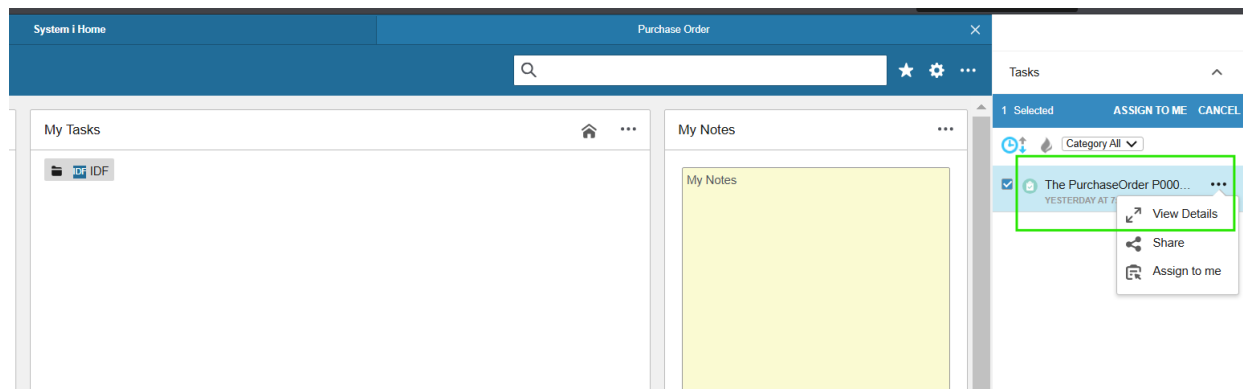 System i Home
Purchase Order
Tasks
1 Selected
ASSIGN TO ME
CANCEL
Category All
My Tasks
My Notes
IDF IDF
My Notes
The PurchaseOrder P000...
YESTERDAY AT 7
View Details
Share
Assign to me